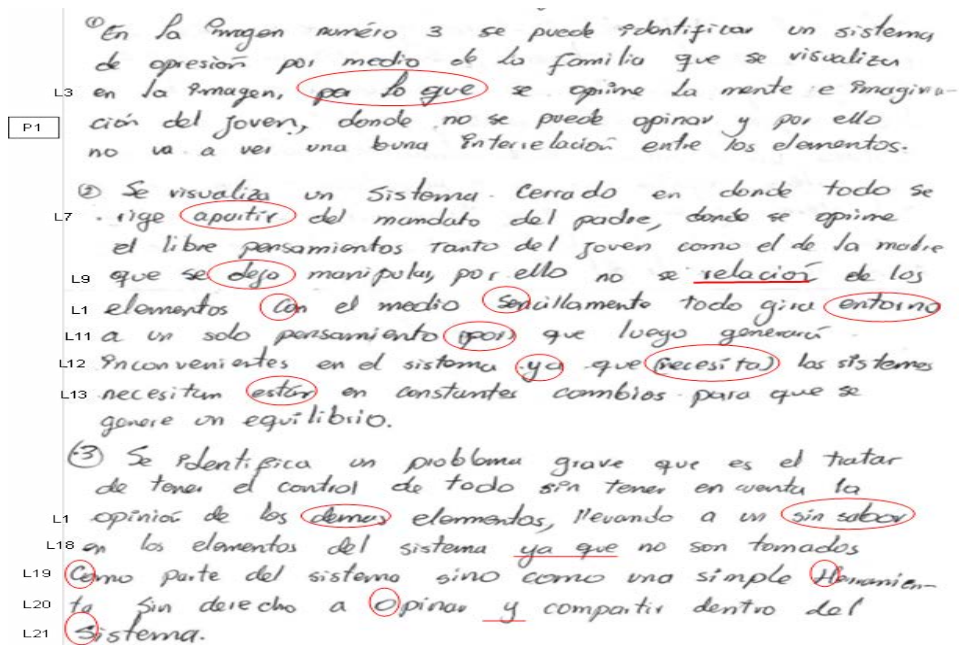 ① En la imagen numéro 3 se puede identificar un sistema
de opresión por medio de la familia que se visualiza
L3 en la imagen, por lo que se oprime la mente e imagina-
P1 ción del joven, donde no se puede opinar y por ello
no va a ver una buna interrelación entre los elementos.
② Se visualiza un sistema cerrado en donde todo se
L7 rige apartir del mandato del padre, donde se oprime
el libre pensamientos tanto del joven como el de la madre
L9 que se dejo manipular, por ello no se relación de los
L1 elementos Con el medio Sencillamente todo gira entorno
L11 a un solo pensamiento (por) que luego generará
L12 inconvenientes en el sistema ya que (necesita) los sistemas
L13 necesitan estar en constantes cambios para que se
genere un equilibrio.
③ Se identifica un problema grave que es el tratar
de tener el control de todo sin tener en cuenta la
L1 opinión de los demas elementos, llevando a un sin sabor
L18 en los elementos del sistema ya que no son tomados
L19 Como parte del sistema sino como una simple Herramien-
L20 ta Sin derecho a Opinar y compartir dentro del
L21 Sistema.